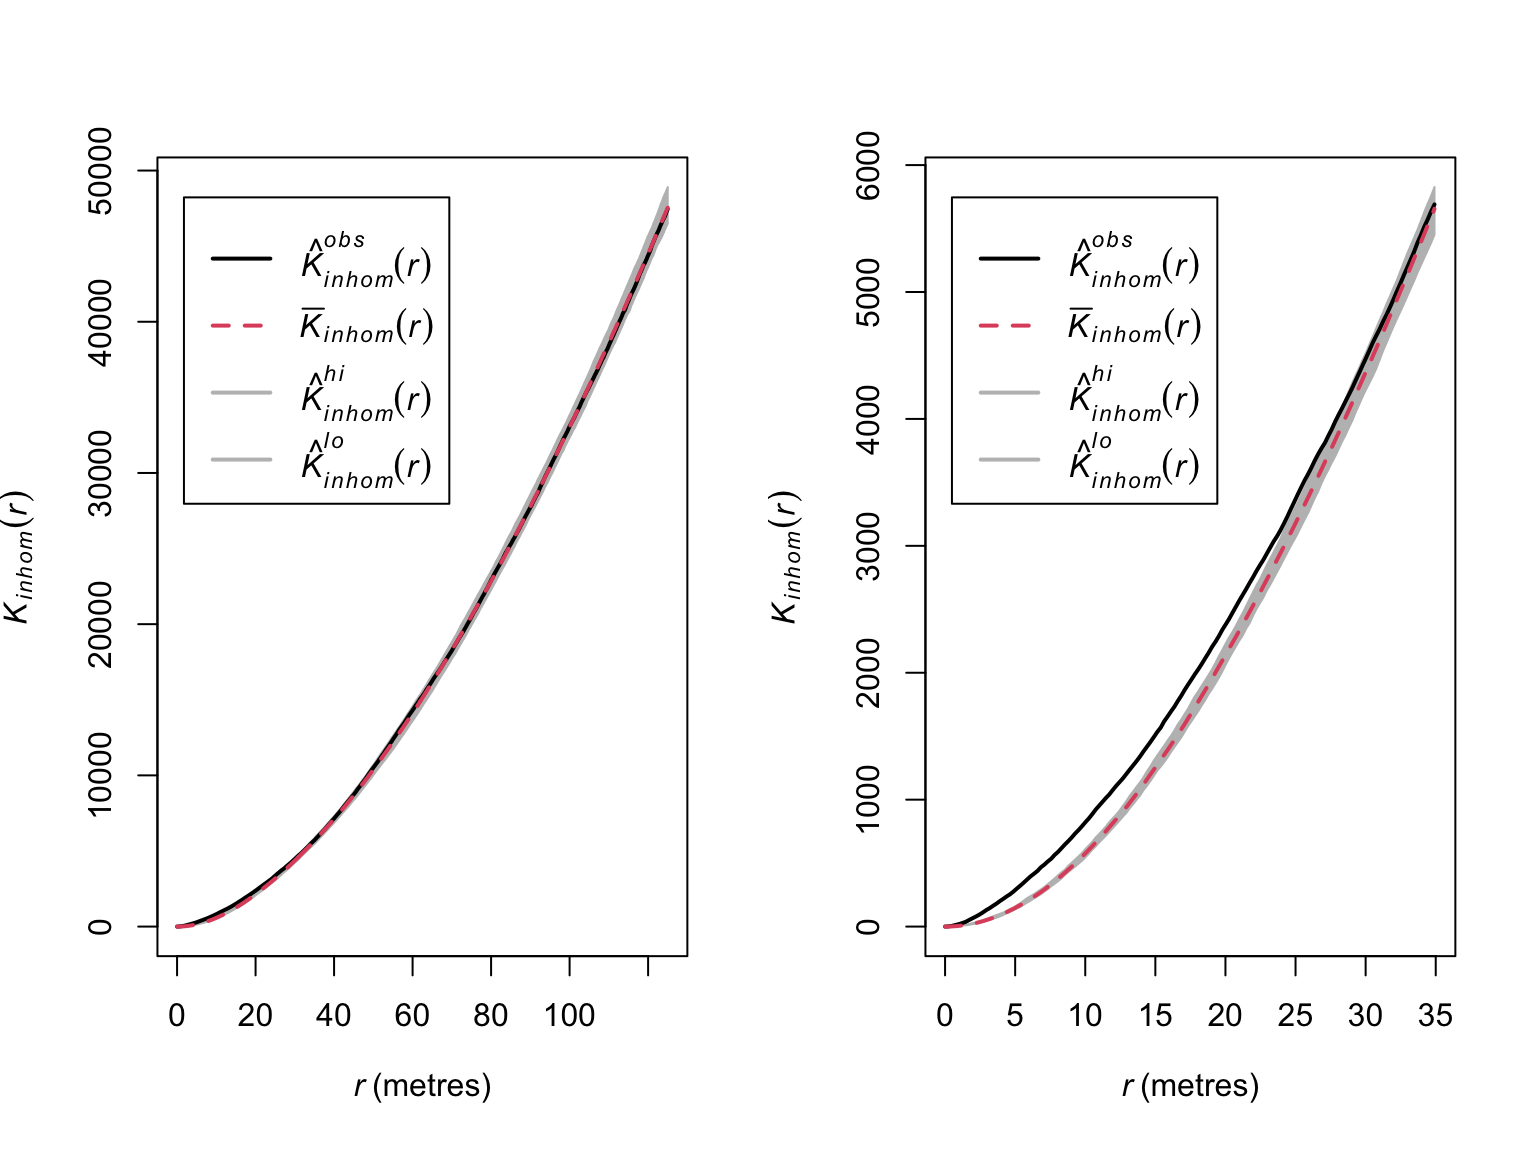 K_inhom(r)
50000
40000
30000
20000
10000
0
K̂^obs_inhom(r)
K̅_inhom(r)
K̂^hi_inhom(r)
K̂^lo_inhom(r)
0 20 40 60 80 100
r (metres)
K_inhom(r)
6000
5000
4000
3000
2000
1000
0
K̂^obs_inhom(r)
K̅_inhom(r)
K̂^hi_inhom(r)
K̂^lo_inhom(r)
0 5 10 15 20 25 30 35
r (metres)